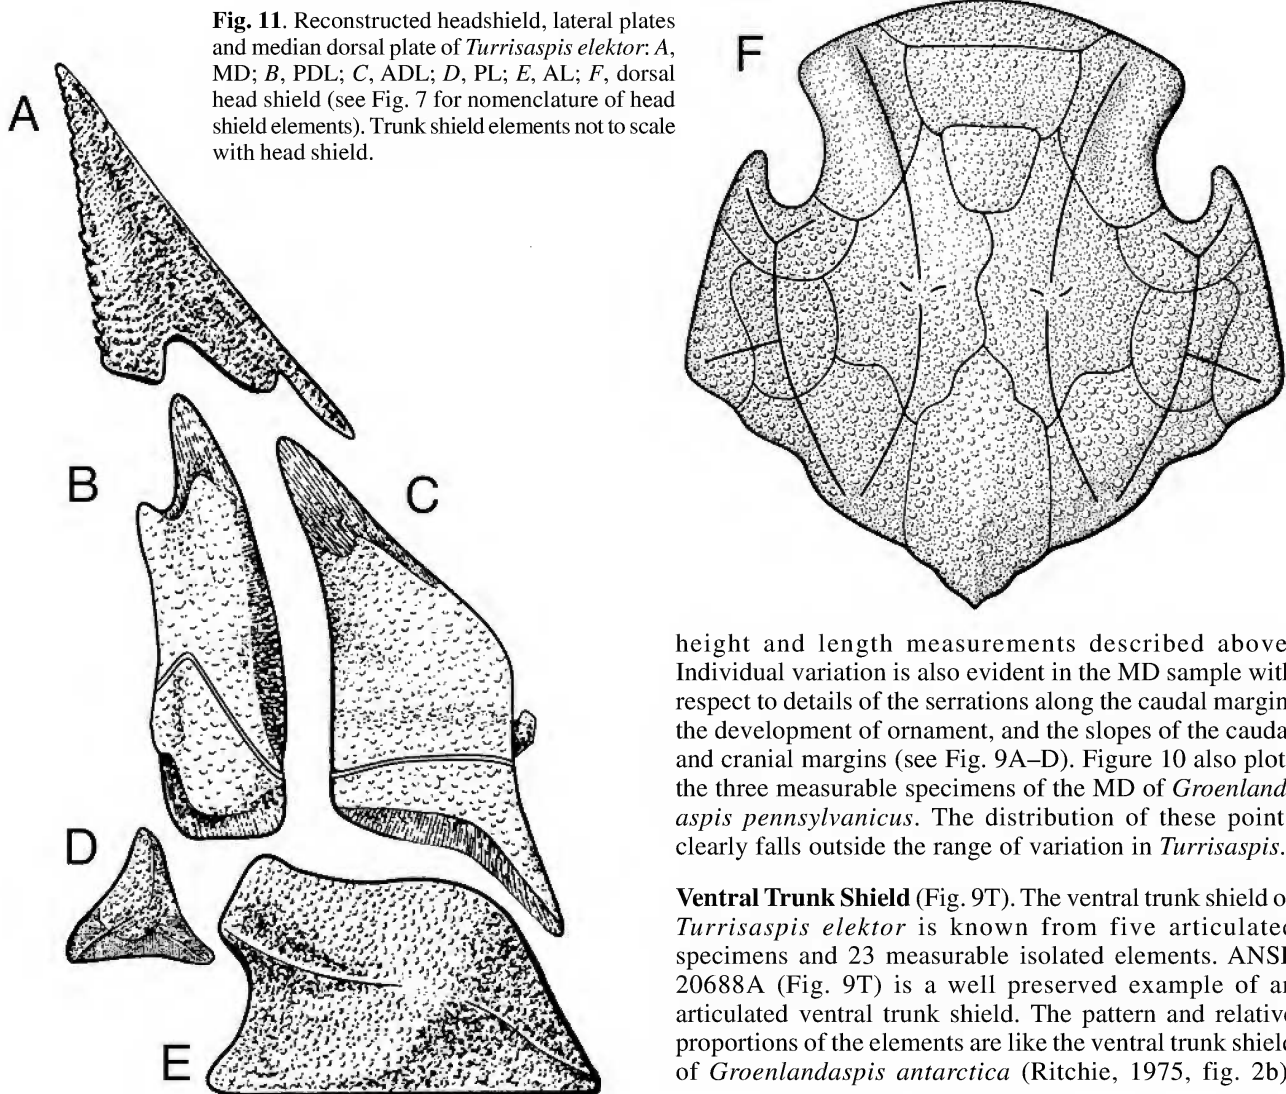 Fig. 11. Reconstructed headshield, lateral plates
and median dorsal plate of Turrisaspis elektor: A,
MD; B, PDL; C, ADL; D, PL; E, AL; F, dorsal
head shield (see Fig. 7 for nomenclature of head
shield elements). Trunk shield elements not to scale
with head shield.
A
B
C
D
E
F
height and length measurements described above
Individual variation is also evident in the MD sample with
respect to details of the serrations along the caudal margin
the development of ornament, and the slopes of the cauda
and cranial margins (see Fig. 9A–D). Figure 10 also plot
the three measurable specimens of the MD of Groenland
aspis pennsylvanicus. The distribution of these point
clearly falls outside the range of variation in Turrisaspis.
Ventral Trunk Shield (Fig. 9T). The ventral trunk shield o
Turrisaspis elektor is known from five articulated
specimens and 23 measurable isolated elements. ANSP
20688A (Fig. 9T) is a well preserved example of an
articulated ventral trunk shield. The pattern and relative
proportions of the elements are like the ventral trunk shield
of Groenlandaspis antarctica (Ritchie, 1975, fig. 2b)